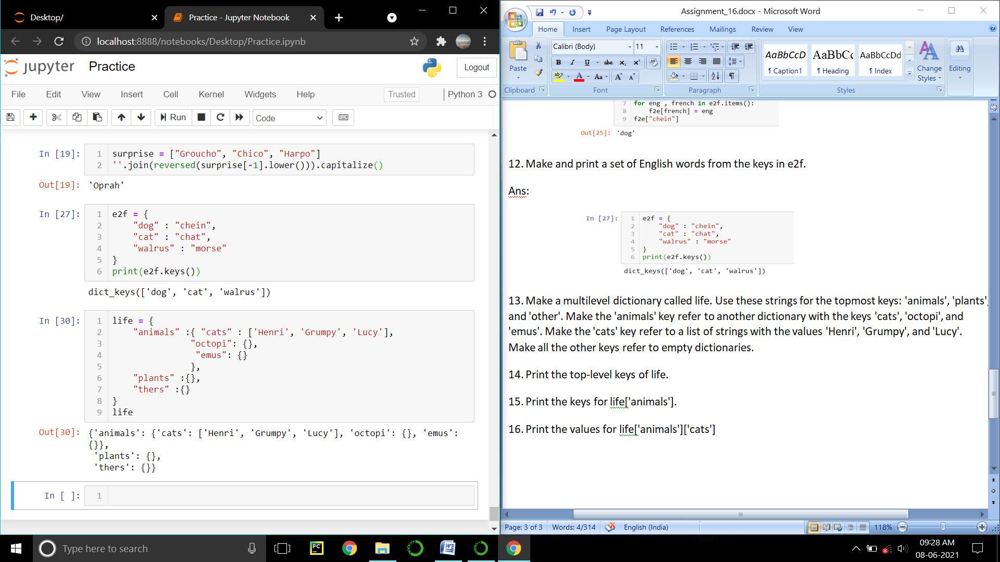 Desktop/
Practice - Jupyter Notebook
localhost:8888/notebooks/Desktop/Practice.ipynb
jupyter Practice
Logout
File Edit View Insert Cell Kernel Widgets Help
Trusted
Python 3
Run
Code
In [19]:
1 surprise = ["Groucho", "Chico", "Harpo"]
2 ''.join(reversed(surprise[-1].lower())).capitalize()
Out[19]: 'Oprah'
In [27]:
1 e2f = {
2 "dog" : "chein",
3 "cat" : "chat",
4 "walrus" : "morse"
5 }
6 print(e2f.keys())
dict_keys(['dog', 'cat', 'walrus'])
In [30]:
1 life = {
2 "animals" :{ "cats" : ['Henri', 'Grumpy', 'Lucy'],
3 "octopi": {},
4 "emus": {}
5 },
6 "plants" :{},
7 "thers" :{}
8 }
9 life
Out[30]: {'animals': {'cats': ['Henri', 'Grumpy', 'Lucy'], 'octopi': {}, 'emus':
{}},
'plants': {},
'thers': {}}
In [ ]: 1
Assignment_16.docx - Microsoft Word
Home Insert Page Layout References Mailings Review View
Paste
Clipboard
Calibri (Body) 11
B I U abc x₂ x²
ab A Aa A A
Font
Paragraph
AaBbCcD AaBbCc AaBbCcDd
¶ Caption1 ¶ Heading ¶ Index
Change
Styles
Styles
Editing
7 for eng , french in e2f.items():
8 f2e[french] = eng
9 f2e["chein"]
Out[25]: 'dog'
12. Make and print a set of English words from the keys in e2f.
Ans:
In [27]:
1 e2f = {
2 "dog" : "chein",
3 "cat" : "chat",
4 "walrus" : "morse"
5 }
6 print(e2f.keys())
dict_keys(['dog', 'cat', 'walrus'])
13. Make a multilevel dictionary called life. Use these strings for the topmost keys: 'animals', 'plants',
and 'other'. Make the 'animals' key refer to another dictionary with the keys 'cats', 'octopi', and
'emus'. Make the 'cats' key refer to a list of strings with the values 'Henri', 'Grumpy', and 'Lucy'.
Make all the other keys refer to empty dictionaries.
14. Print the top-level keys of life.
15. Print the keys for life['animals'].
16. Print the values for life['animals']['cats']
Page: 3 of 3 Words: 4/314 English (India) 118%
Type here to search
PC
09:28 AM
08-06-2021